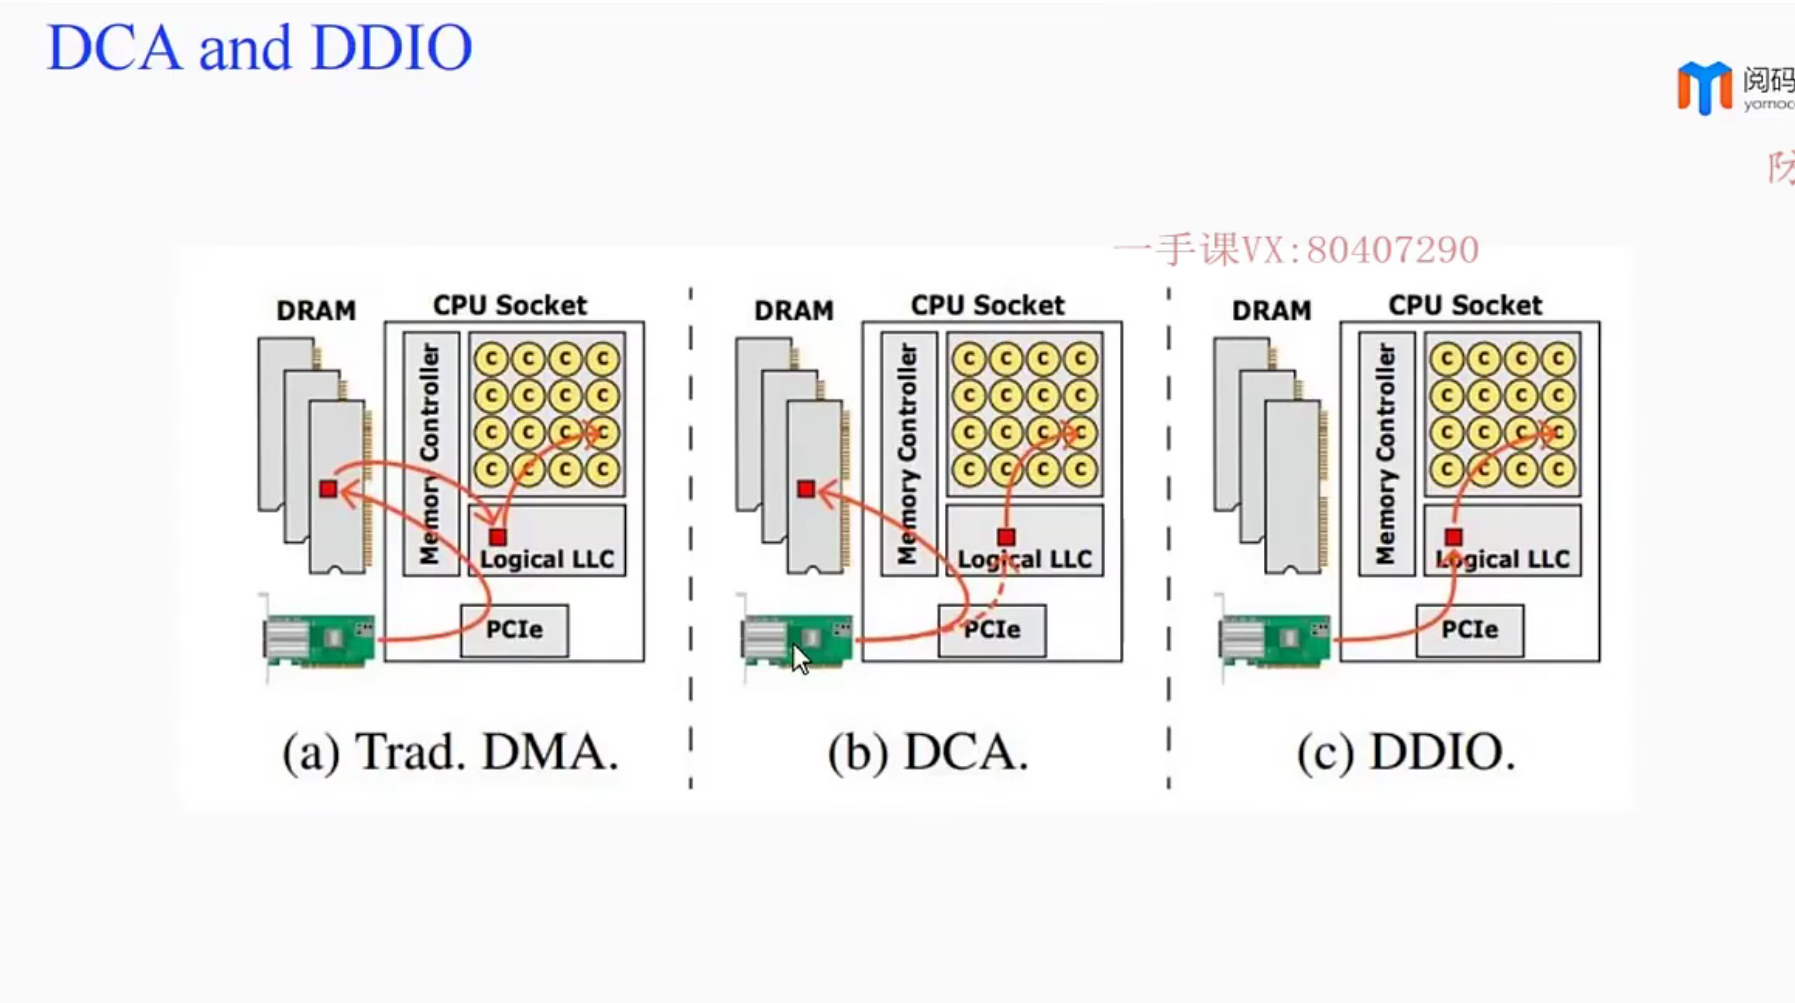 DCA and DDIO
阅码
yomoc
防
一手课VX:80407290
DRAM
CPU Socket
Memory Controller
C C C C
C C C C
C C C C
C C C C
Logical LLC
PCIe
(a) Trad. DMA.
DRAM
CPU Socket
Memory Controller
C C C C
C C C C
C C C C
C C C C
Logical LLC
PCIe
(b) DCA.
DRAM
CPU Socket
Memory Controller
C C C C
C C C C
C C C C
C C C C
Logical LLC
PCIe
(c) DDIO.